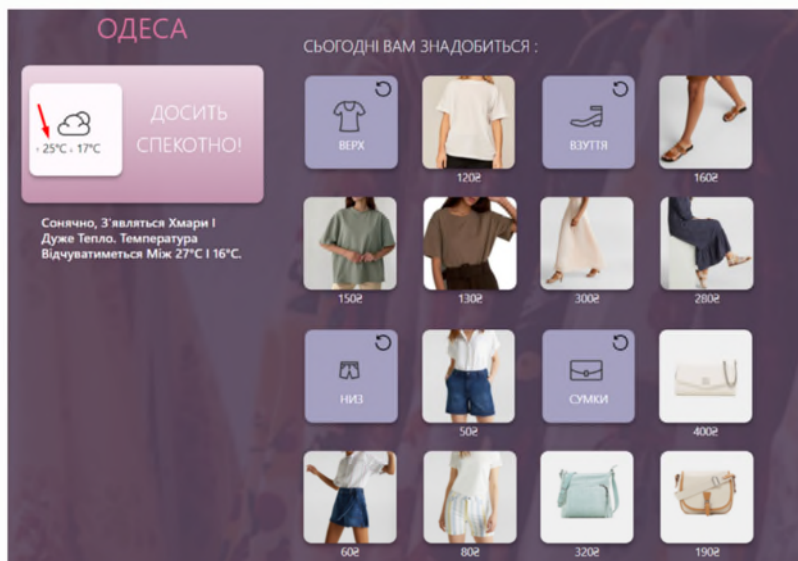 ОДЕСА
СЬОГОДНІ ВАМ ЗНАДОБИТЬСЯ :
ДОСИТЬ
СПЕКОТНО!
↑ 25°C ↓ 17°C
Сонячно, З'являться Хмари І
Дуже Тепло. Температура
Відчуватиметься Між 27°C І 16°C.
ВЕРХ
120₴
ВЗУТТЯ
160₴
150₴
130₴
300₴
280₴
НИЗ
50₴
СУМКИ
400₴
60₴
80₴
320₴
190₴